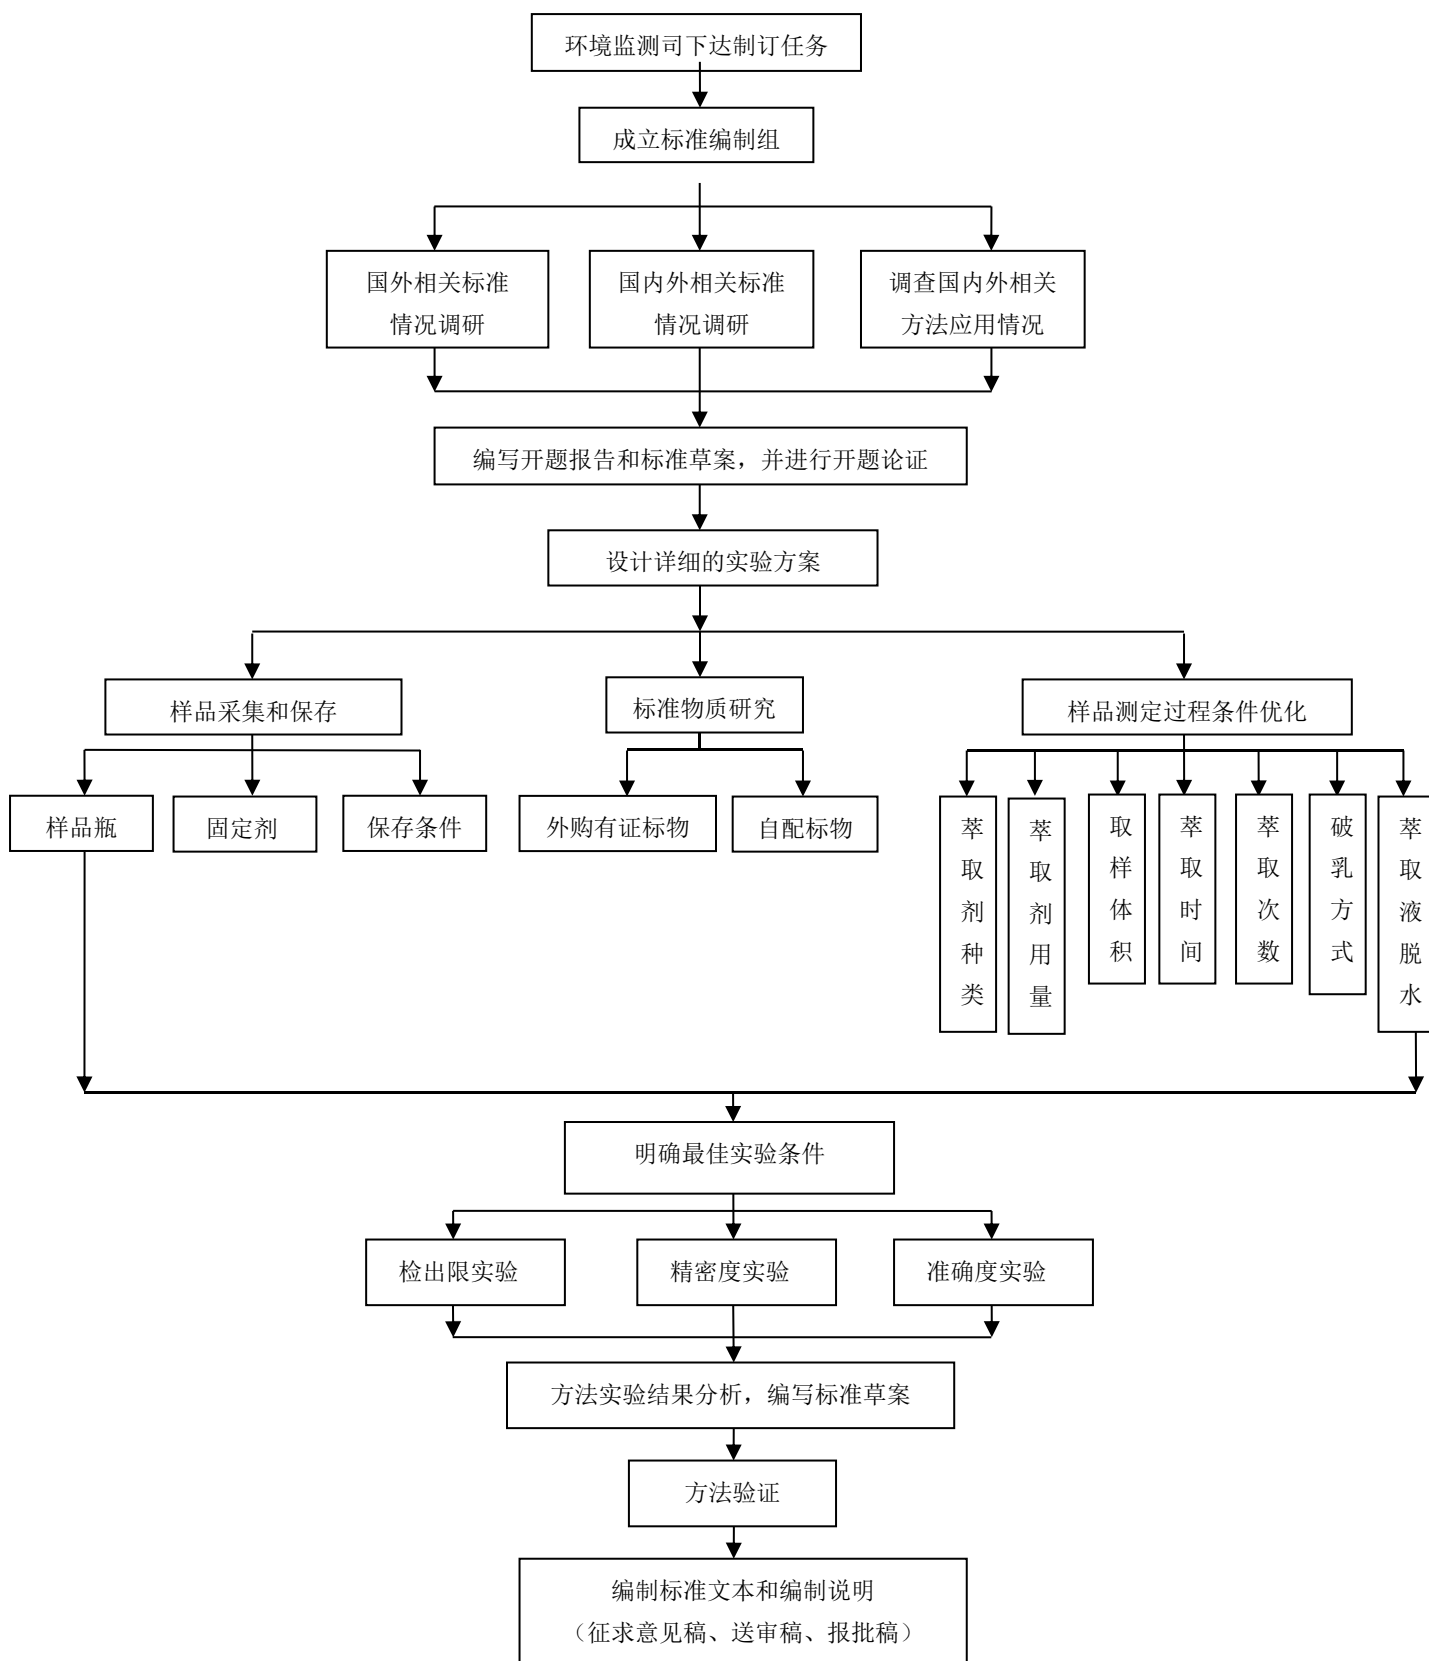 环境监测司下达制订任务
成立标准编制组
国外相关标准
情况调研
国内外相关标准
情况调研
调查国内外相关
方法应用情况
编写开题报告和标准草案，并进行开题论证
设计详细的实验方案
样品采集和保存
标准物质研究
样品测定过程条件优化
样品瓶
固定剂
保存条件
外购有证标物
自配标物
萃取剂种类
萃取剂用量
取样体积
萃取时间
萃取次数
破乳方式
萃取液脱水
明确最佳实验条件
检出限实验
精密度实验
准确度实验
方法实验结果分析，编写标准草案
方法验证
编制标准文本和编制说明
（征求意见稿、送审稿、报批稿）